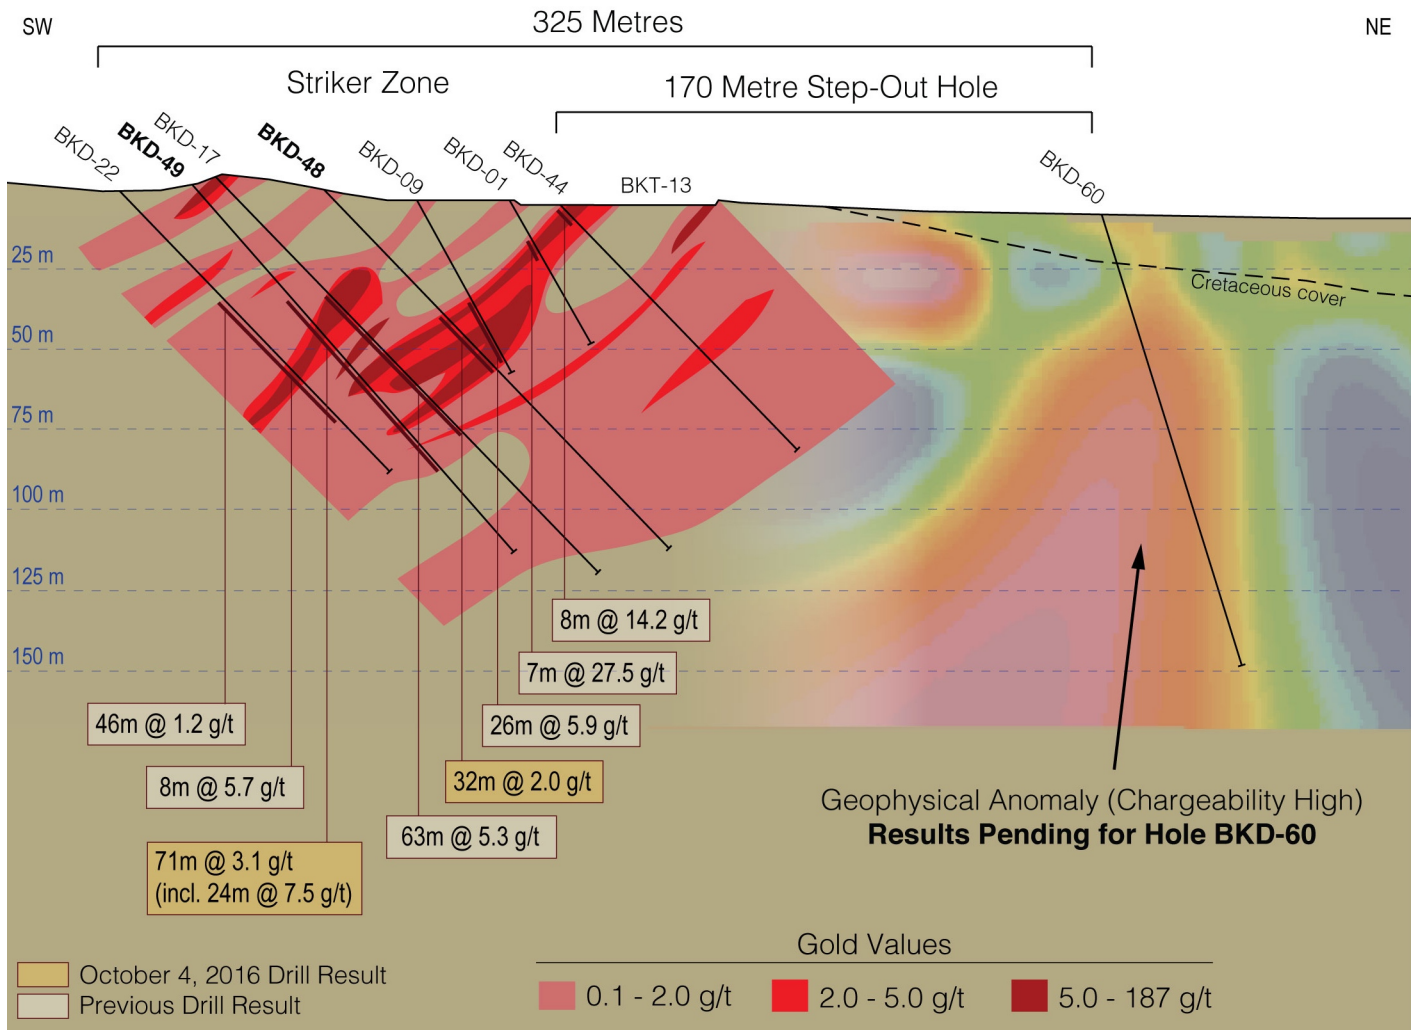 SW
325 Metres
NE
Striker Zone
170 Metre Step-Out Hole
BKD-22
BKD-49
BKD-17
BKD-48
BKD-09
BKD-01
BKD-44
BKT-13
BKD-60
25 m
Cretaceous cover
50 m
75 m
100 m
125 m
150 m
8m @ 14.2 g/t
7m @ 27.5 g/t
46m @ 1.2 g/t
26m @ 5.9 g/t
8m @ 5.7 g/t
32m @ 2.0 g/t
63m @ 5.3 g/t
71m @ 3.1 g/t
(incl. 24m @ 7.5 g/t)
Geophysical Anomaly (Chargeability High)
Results Pending for Hole BKD-60
Gold Values
October 4, 2016 Drill Result
Previous Drill Result
0.1 - 2.0 g/t
2.0 - 5.0 g/t
5.0 - 187 g/t